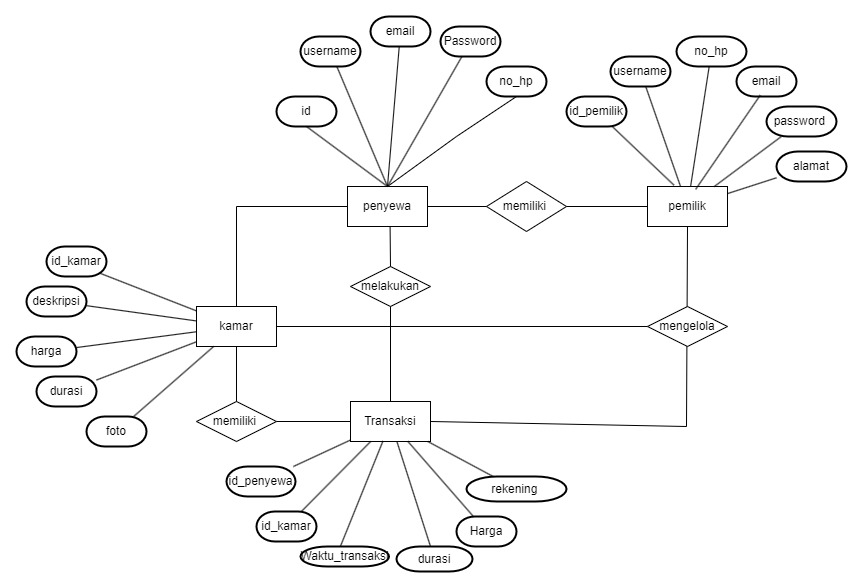 email
username
Password
no_hp
id
no_hp
username
email
id_pemilik
password
alamat
penyewa
memiliki
pemilik
id_kamar
deskripsi
harga
durasi
foto
kamar
melakukan
mengelola
memiliki
Transaksi
id_penyewa
rekening
id_kamar
Harga
Waktu_transaksi
durasi